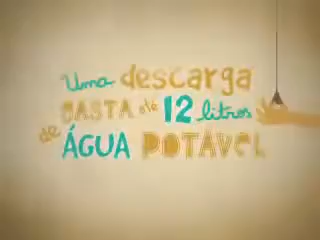 Uma descarga
GASTA até 12 litros
de ÁGUA POTÁVEL